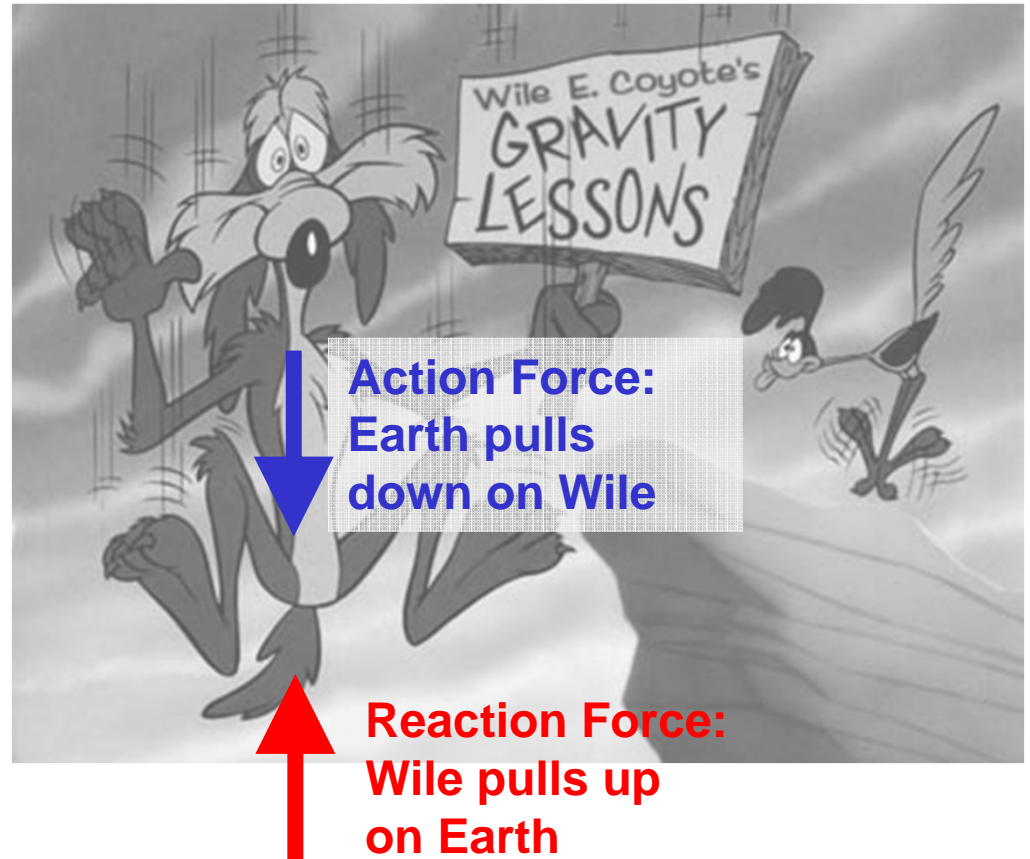 Wile E. Coyote's
GRAVITY
LESSONS
Action Force:
Earth pulls
down on Wile
Reaction Force:
Wile pulls up
on Earth